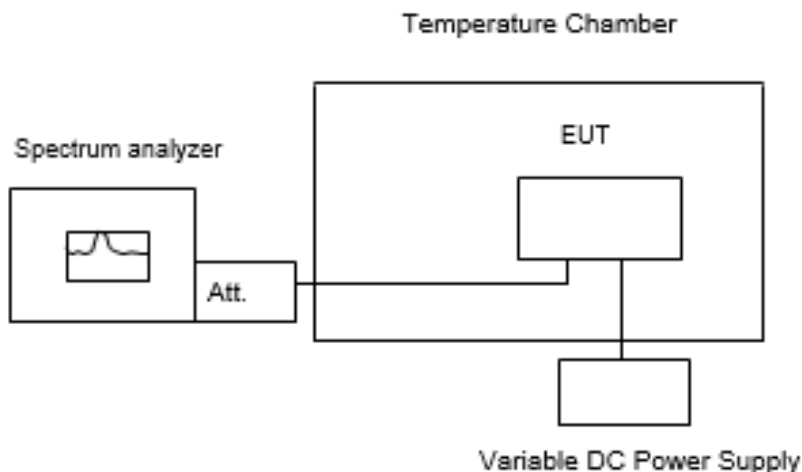 Temperature Chamber
EUT
Spectrum analyzer
Att.
Variable DC Power Supply